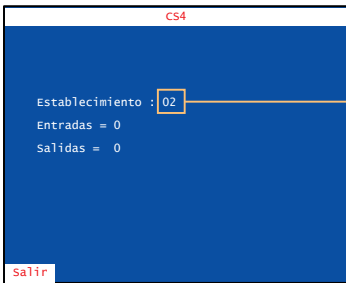 CS4
Establecimiento : 02
Entradas = 0
Salidas = 0
Salir